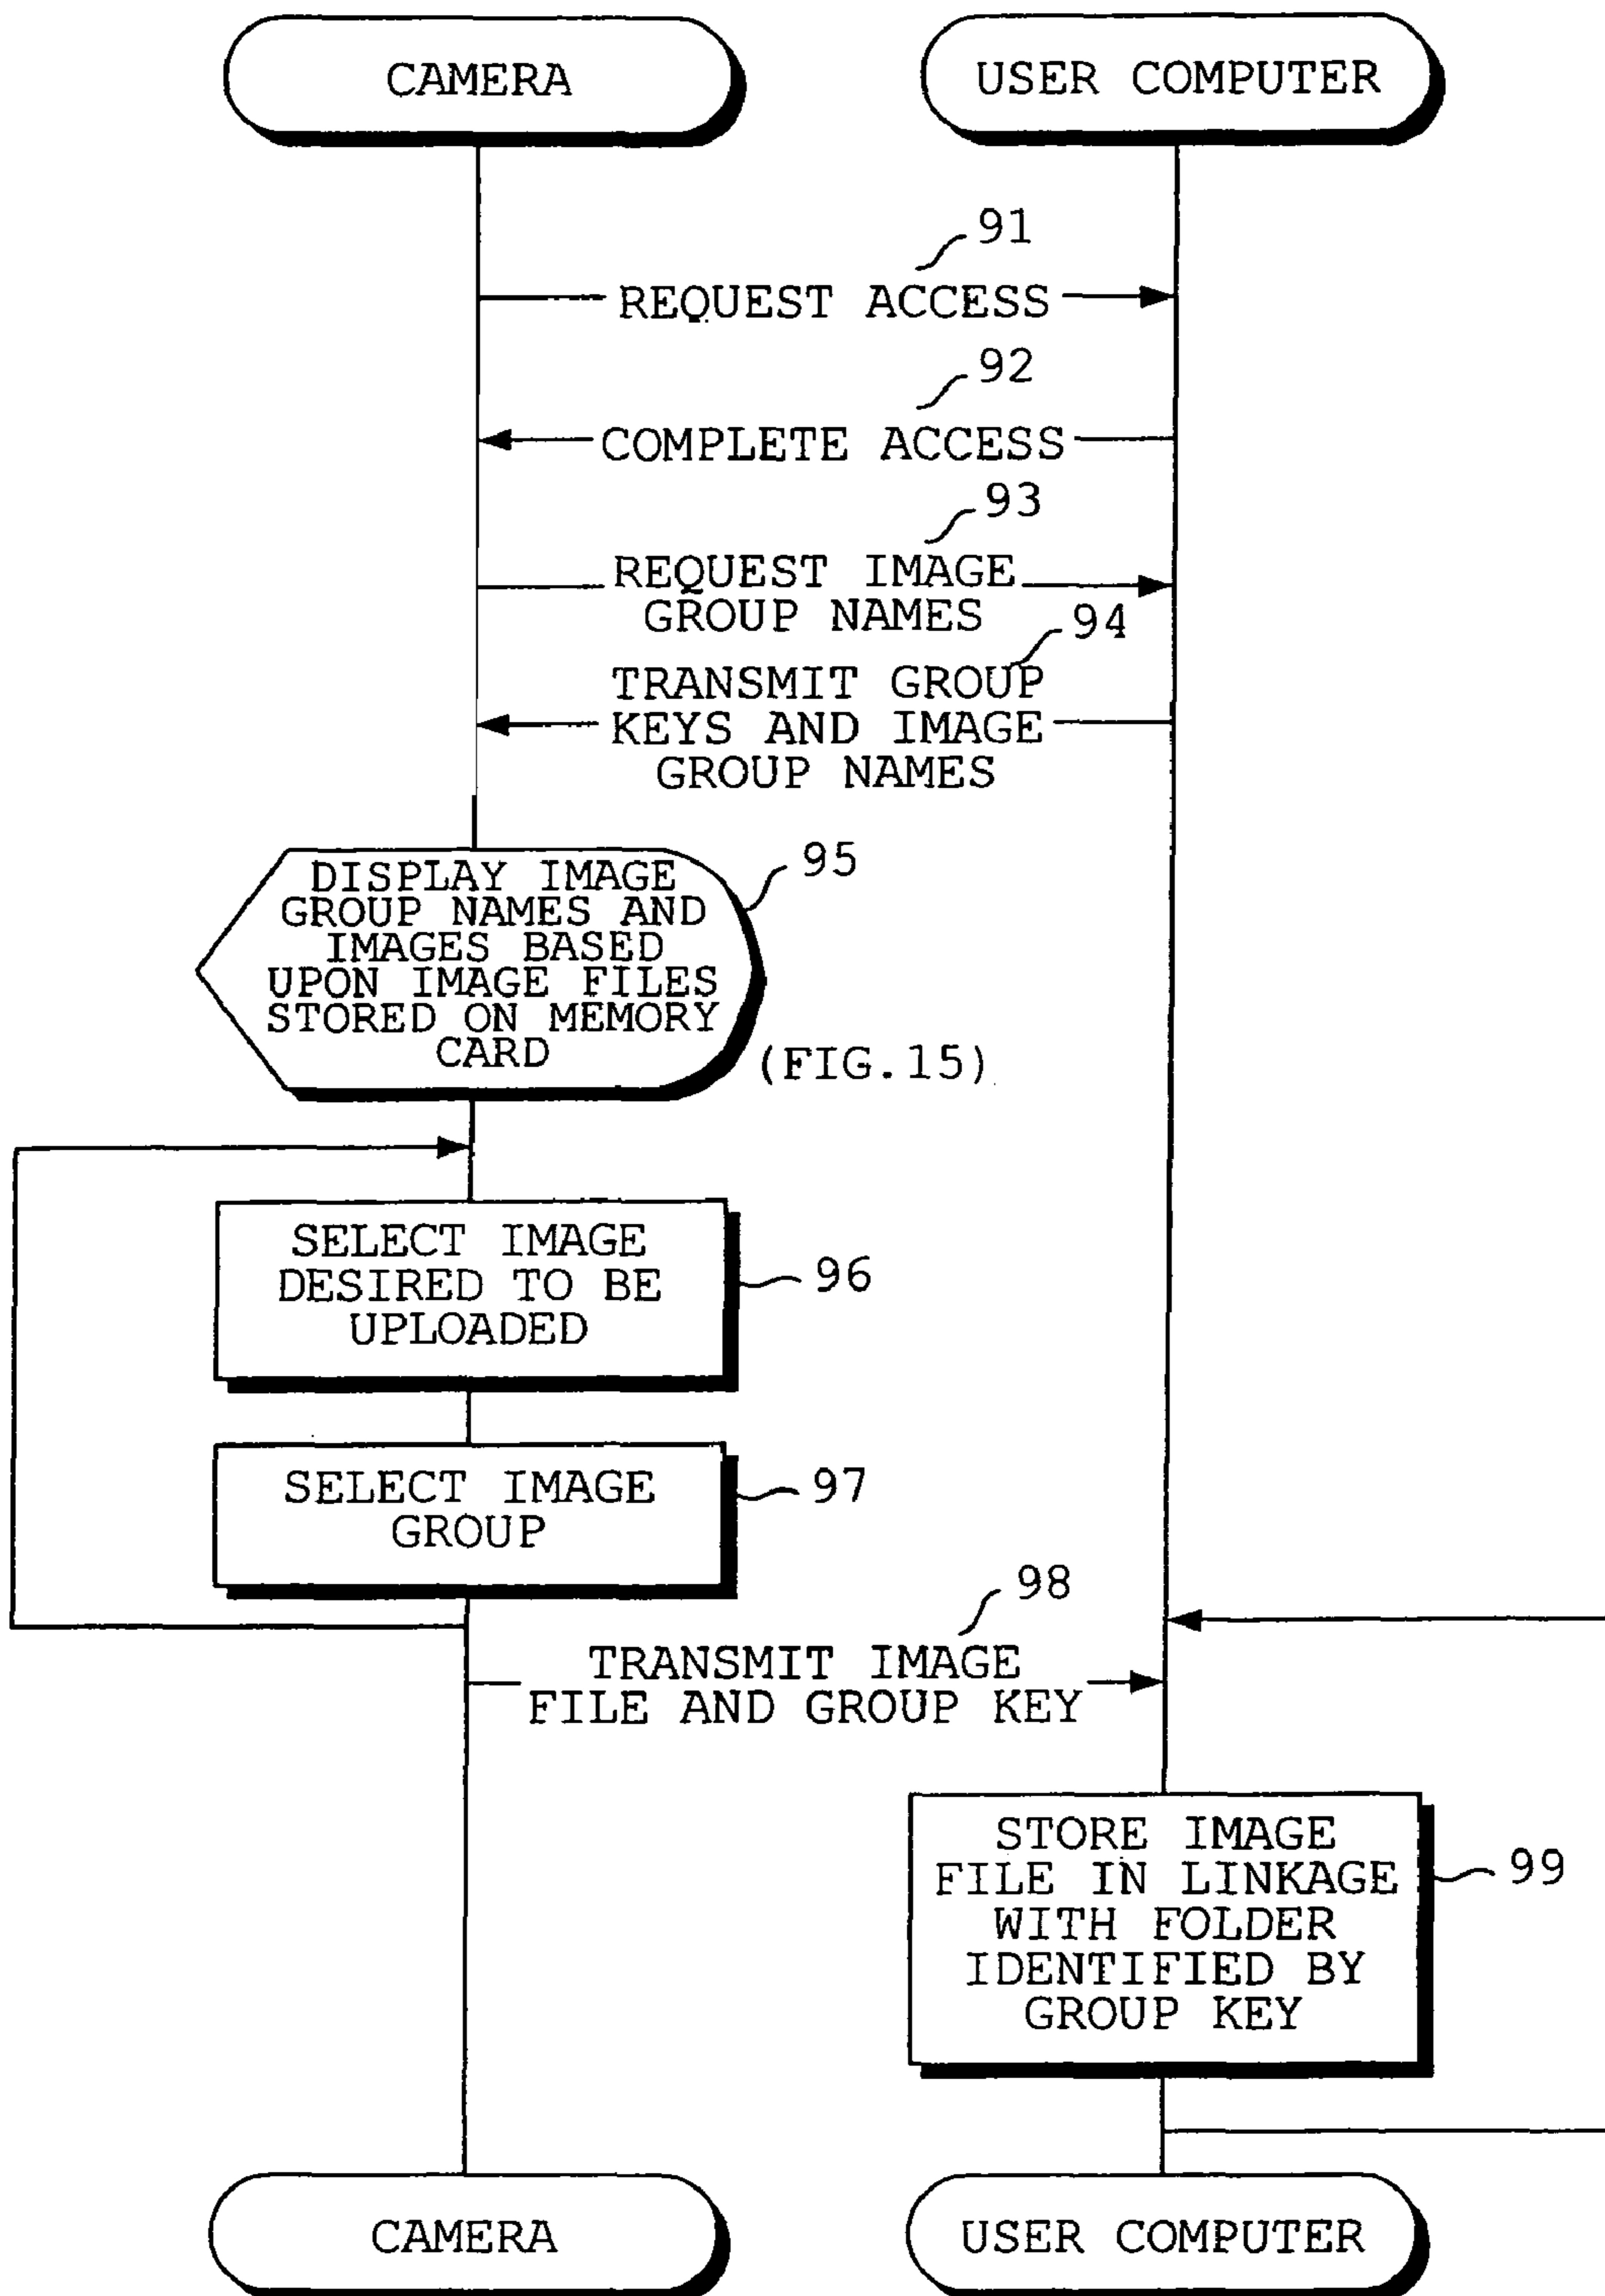 CAMERA
USER COMPUTER
91
REQUEST ACCESS
92
COMPLETE ACCESS
93
REQUEST IMAGE
GROUP NAMES
94
TRANSMIT GROUP
KEYS AND IMAGE
GROUP NAMES
DISPLAY IMAGE
GROUP NAMES AND
IMAGES BASED
UPON IMAGE FILES
STORED ON MEMORY
CARD
95
(FIG.15)
SELECT IMAGE
DESIRED TO BE
UPLOADED
96
SELECT IMAGE
GROUP
97
98
TRANSMIT IMAGE
FILE AND GROUP KEY
STORE IMAGE
FILE IN LINKAGE
WITH FOLDER
IDENTIFIED BY
GROUP KEY
99
CAMERA
USER COMPUTER